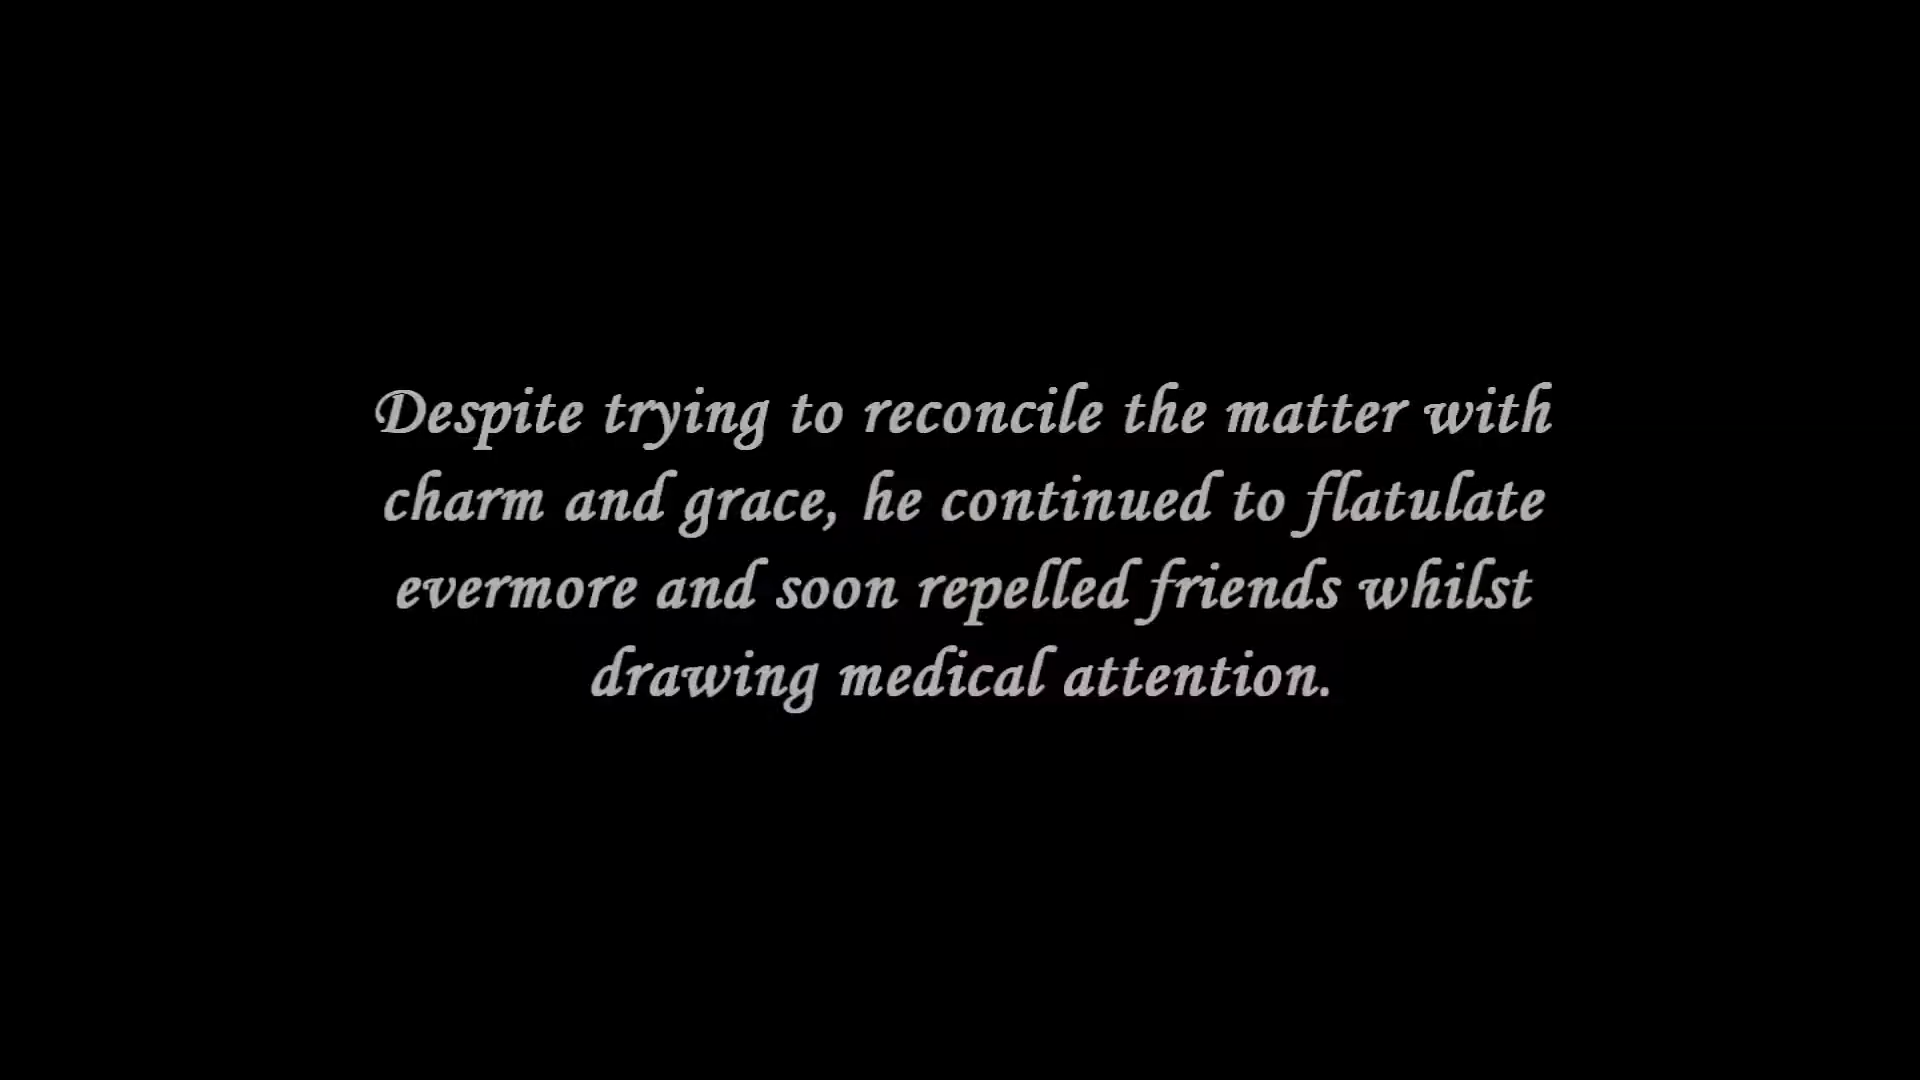 Despite trying to reconcile the matter with
charm and grace, he continued to flatulate
evermore and soon repelled friends whilst
drawing medical attention.